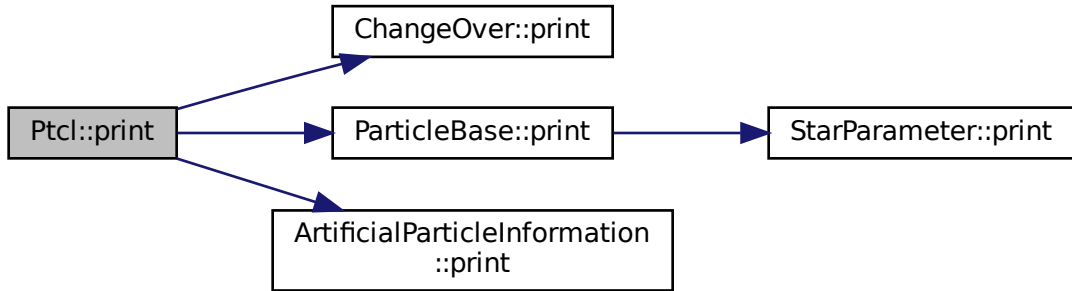 ChangeOver::print
Ptcl::print
ParticleBase::print
StarParameter::print
ArtificialParticleInformation
::print